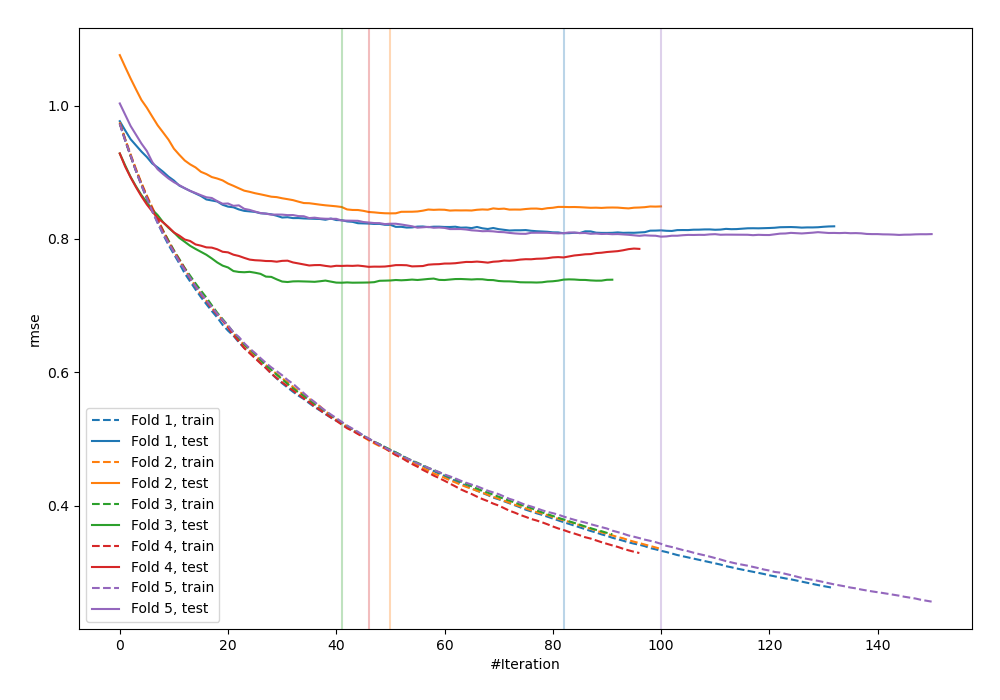 1.0
0.8
0.6
0.4
rmse
0
20
40
60
80
100
120
140
#Iteration
Fold 1, train
Fold 1, test
Fold 2, train
Fold 2, test
Fold 3, train
Fold 3, test
Fold 4, train
Fold 4, test
Fold 5, train
Fold 5, test